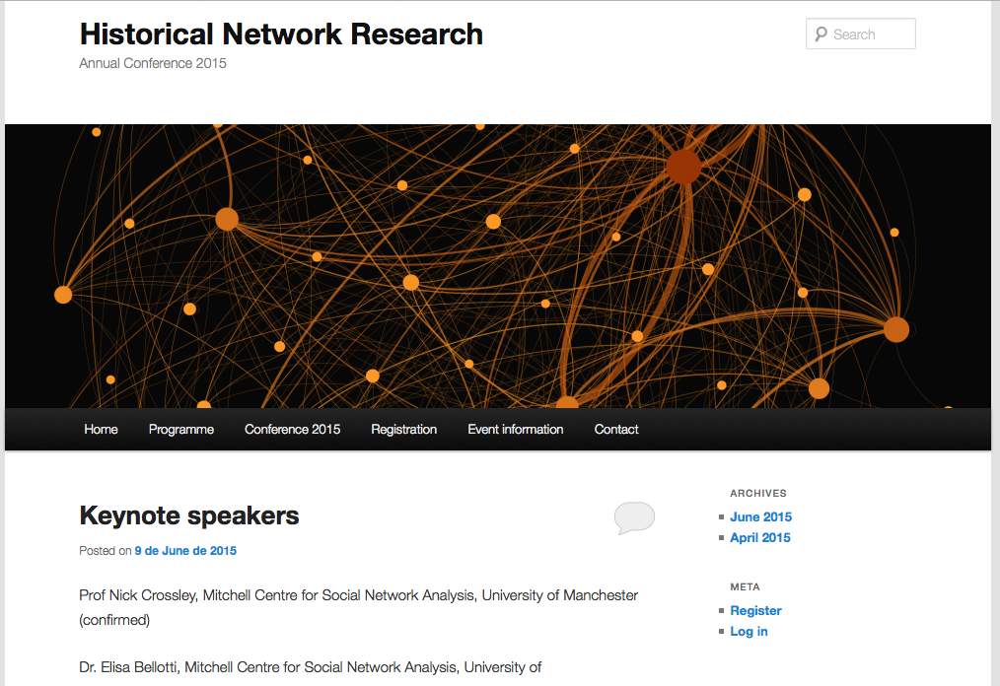 Historical Network Research
Annual Conference 2015
Search
Home Programme Conference 2015 Registration Event information Contact
Keynote speakers
Posted on 9 de June de 2015
Prof Nick Crossley, Mitchell Centre for Social Network Analysis, University of Manchester
(confirmed)
Dr. Elisa Bellotti, Mitchell Centre for Social Network Analysis, University of
ARCHIVES
June 2015
April 2015
META
Register
Log in